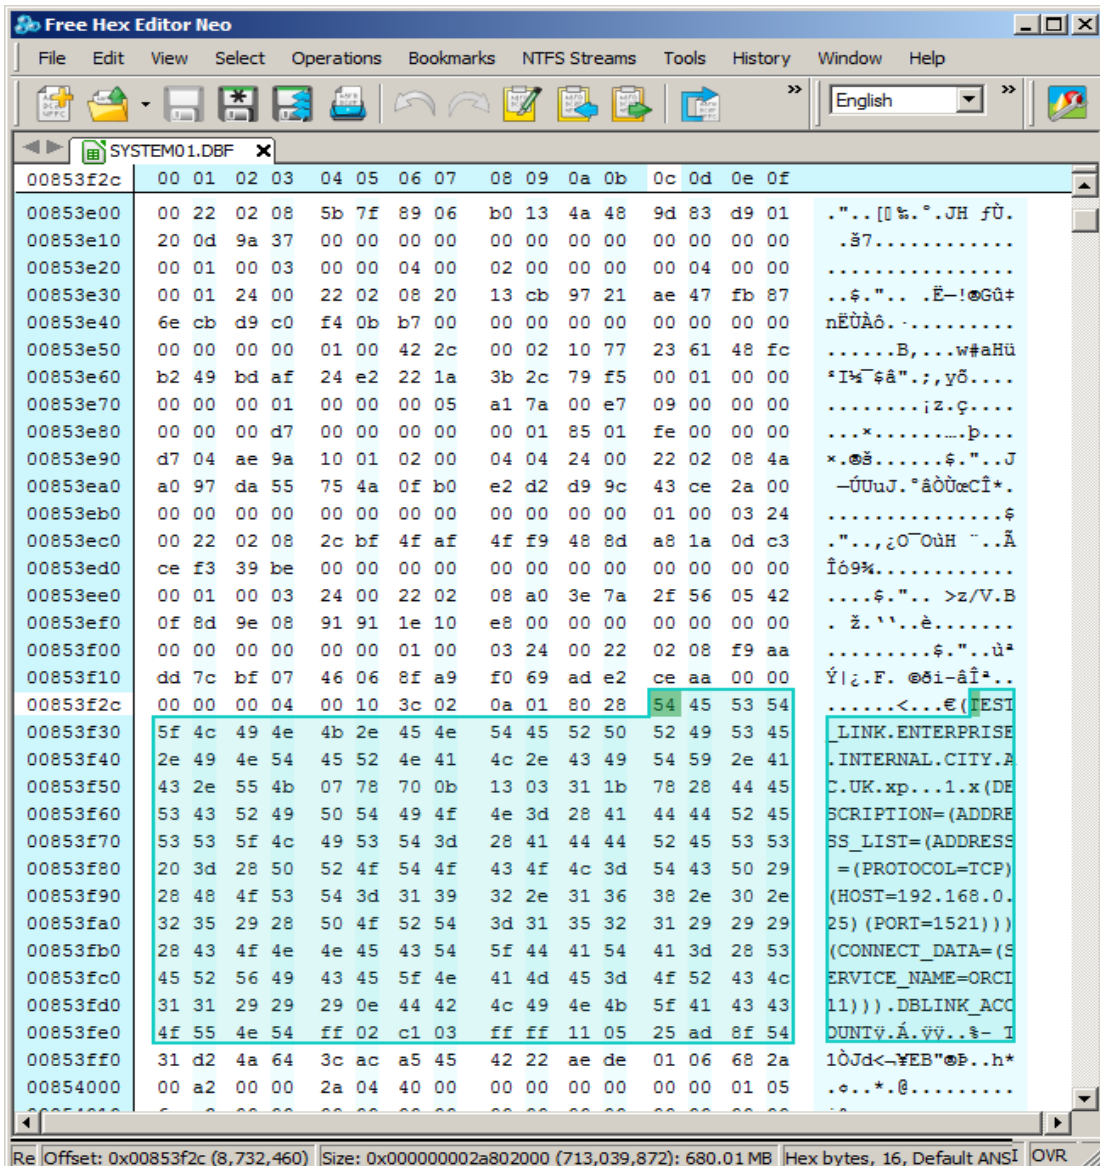 Free Hex Editor Neo
File Edit View Select Operations Bookmarks NTFS Streams Tools History Window Help
» English »
SYSTEM01.DBF
00853f2c 00 01 02 03 04 05 06 07 08 09 0a 0b 0c 0d 0e 0f
00853e00 00 22 02 08 5b 7f 89 06 b0 13 4a 48 9d 83 d9 01 ."..[▯‰.°.JH ƒÙ.
00853e10 20 0d 9a 37 00 00 00 00 00 00 00 00 00 00 00 00 .š7............
00853e20 00 01 00 03 00 00 04 00 02 00 00 00 00 04 00 00 ................
00853e30 00 01 24 00 22 02 08 20 13 cb 97 21 ae 47 fb 87 ..$.".. .Ë—!®Gû‡
00853e40 6e cb d9 c0 f4 0b b7 00 00 00 00 00 00 00 00 00 nËÙÀô.·.........
00853e50 00 00 00 00 01 00 42 2c 00 02 10 77 23 61 48 fc ......B,...w#aHü
00853e60 b2 49 bd af 24 e2 22 1a 3b 2c 79 f5 00 01 00 00 ²I½¯$â".;,yõ....
00853e70 00 00 00 01 00 00 00 05 a1 7a 00 e7 09 00 00 00 ........¡z.ç....
00853e80 00 00 00 d7 00 00 00 00 00 01 85 01 fe 00 00 00 ...×......….þ...
00853e90 d7 04 ae 9a 10 01 02 00 04 04 24 00 22 02 08 4a ×.®š......$."..J
00853ea0 a0 97 da 55 75 4a 0f b0 e2 d2 d9 9c 43 ce 2a 00 —ÚUuJ.°âÒÙœCÎ*.
00853eb0 00 00 00 00 00 00 00 00 00 00 00 00 01 00 03 24 ...............$
00853ec0 00 22 02 08 2c bf 4f af 4f f9 48 8d a8 1a 0d c3 ."..,¿O¯OùH ¨..Ã
00853ed0 ce f3 39 be 00 00 00 00 00 00 00 00 00 00 00 00 Îó9¾............
00853ee0 00 01 00 03 24 00 22 02 08 a0 3e 7a 2f 56 05 42 ....$.".. >z/V.B
00853ef0 0f 8d 9e 08 91 91 1e 10 e8 00 00 00 00 00 00 00 . ž.‘‘..è.......
00853f00 00 00 00 00 00 00 01 00 03 24 00 22 02 08 f9 aa .........$."..ùª
00853f10 dd 7c bf 07 46 06 8f a9 f0 69 ad e2 ce aa 00 00 Ý|¿.F. ©ði-âÎª..
00853f2c 00 00 00 04 00 10 3c 02 0a 01 80 28 54 45 53 54 ......<...€(TEST
00853f30 5f 4c 49 4e 4b 2e 45 4e 54 45 52 50 52 49 53 45 _LINK.ENTERPRISE
00853f40 2e 49 4e 54 45 52 4e 41 4c 2e 43 49 54 59 2e 41 .INTERNAL.CITY.A
00853f50 43 2e 55 4b 07 78 70 0b 13 03 31 1b 78 28 44 45 C.UK.xp...1.x(DE
00853f60 53 43 52 49 50 54 49 4f 4e 3d 28 41 44 44 52 45 SCRIPTION=(ADDRE
00853f70 53 53 5f 4c 49 53 54 3d 28 41 44 44 52 45 53 53 SS_LIST=(ADDRESS
00853f80 20 3d 28 50 52 4f 54 4f 43 4f 4c 3d 54 43 50 29 =(PROTOCOL=TCP)
00853f90 28 48 4f 53 54 3d 31 39 32 2e 31 36 38 2e 30 2e (HOST=192.168.0.
00853fa0 32 35 29 28 50 4f 52 54 3d 31 35 32 31 29 29 29 25)(PORT=1521)))
00853fb0 28 43 4f 4e 4e 45 43 54 5f 44 41 54 41 3d 28 53 (CONNECT_DATA=(S
00853fc0 45 52 56 49 43 45 5f 4e 41 4d 45 3d 4f 52 43 4c ERVICE_NAME=ORCL
00853fd0 31 31 29 29 29 0e 44 42 4c 49 4e 4b 5f 41 43 43 11))).DBLINK_ACC
00853fe0 4f 55 4e 54 ff 02 c1 03 ff ff 11 05 25 ad 8f 54 OUNTÿ.Á.ÿÿ..%- T
00853ff0 31 d2 4a 64 3c ac a5 45 42 22 ae de 01 06 68 2a 1ÒJd<¬¥EB"®Þ..h*
00854000 00 a2 00 00 2a 04 40 00 00 00 00 00 00 00 01 05 .¢..*.@.........
Re Offset: 0x00853f2c (8,732,460) Size: 0x000000002a802000 (713,039,872): 680.01 MB Hex bytes, 16, Default ANSI OVR